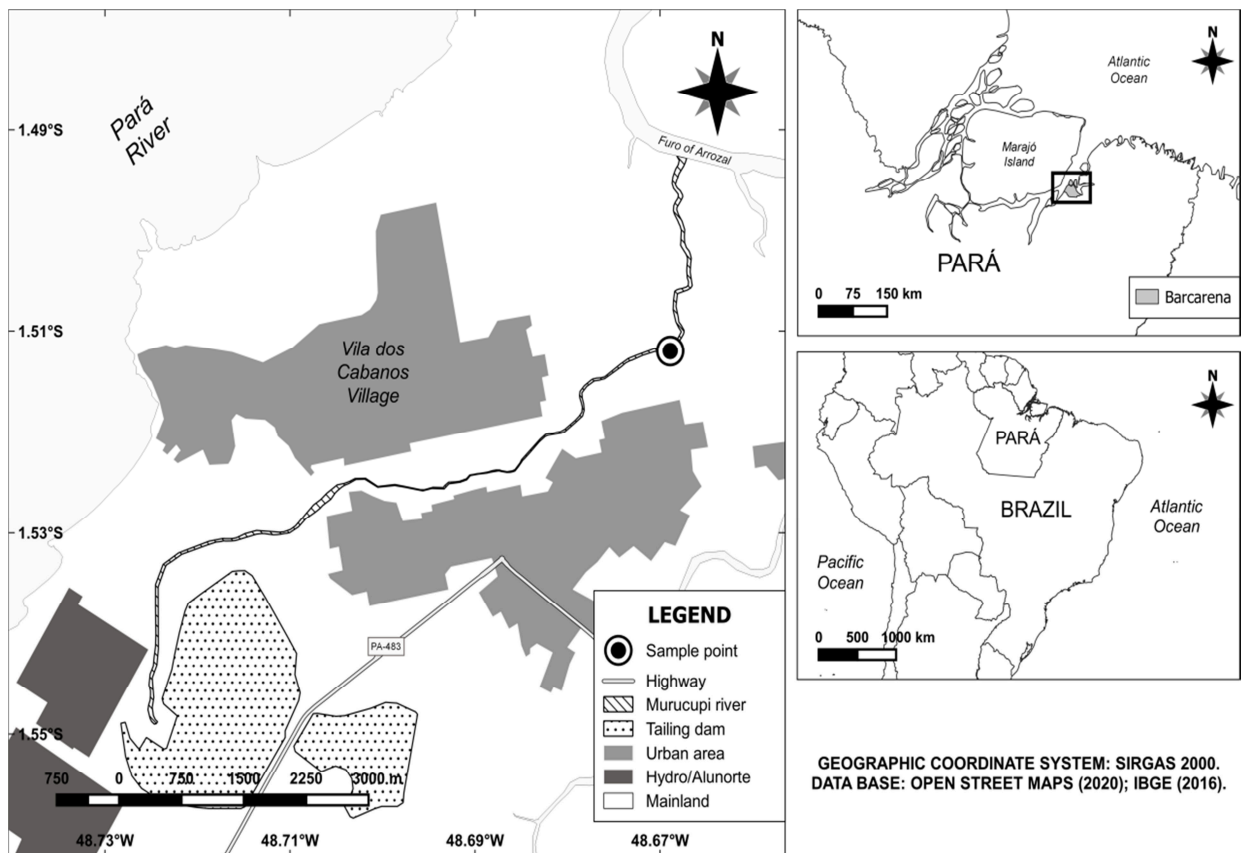 Pará
River
N
Furo of Arrozal
1.49°S
1.51°S
1.53°S
1.55°S
Vila dos
Cabanos
Village
PA-483
750 0 750 1500 2250 3000 m
48.73°W 48.71°W 48.69°W 48.67°W
LEGEND
Sample point
Highway
Murucupi river
Tailing dam
Urban area
Hydro/Alunorte
Mainland
N
Atlantic
Ocean
Marajó
Island
PARÁ
0 75 150 km
Barcarena
N
PARÁ
BRAZIL
Atlantic
Ocean
Pacific
Ocean
0 500 1000 km
GEOGRAPHIC COORDINATE SYSTEM: SIRGAS 2000.
DATA BASE: OPEN STREET MAPS (2020); IBGE (2016).